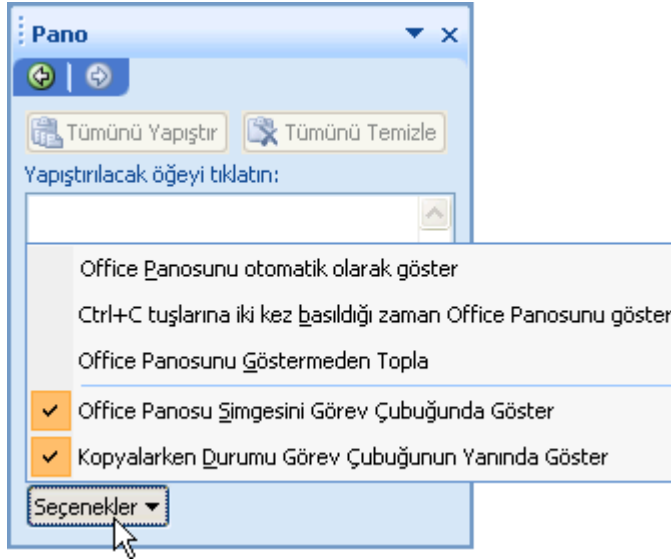 Pano
Tümünü Yapıştır Tümünü Temizle
Yapıştırılacak öğeyi tıklatın:
Office Panosunu otomatik olarak göster
Ctrl+C tuşlarına iki kez basıldığı zaman Office Panosunu göster
Office Panosunu Göstermeden Topla
Office Panosu Simgesini Görev Çubuğunda Göster
Kopyalarken Durumu Görev Çubuğunun Yanında Göster
Seçenekler